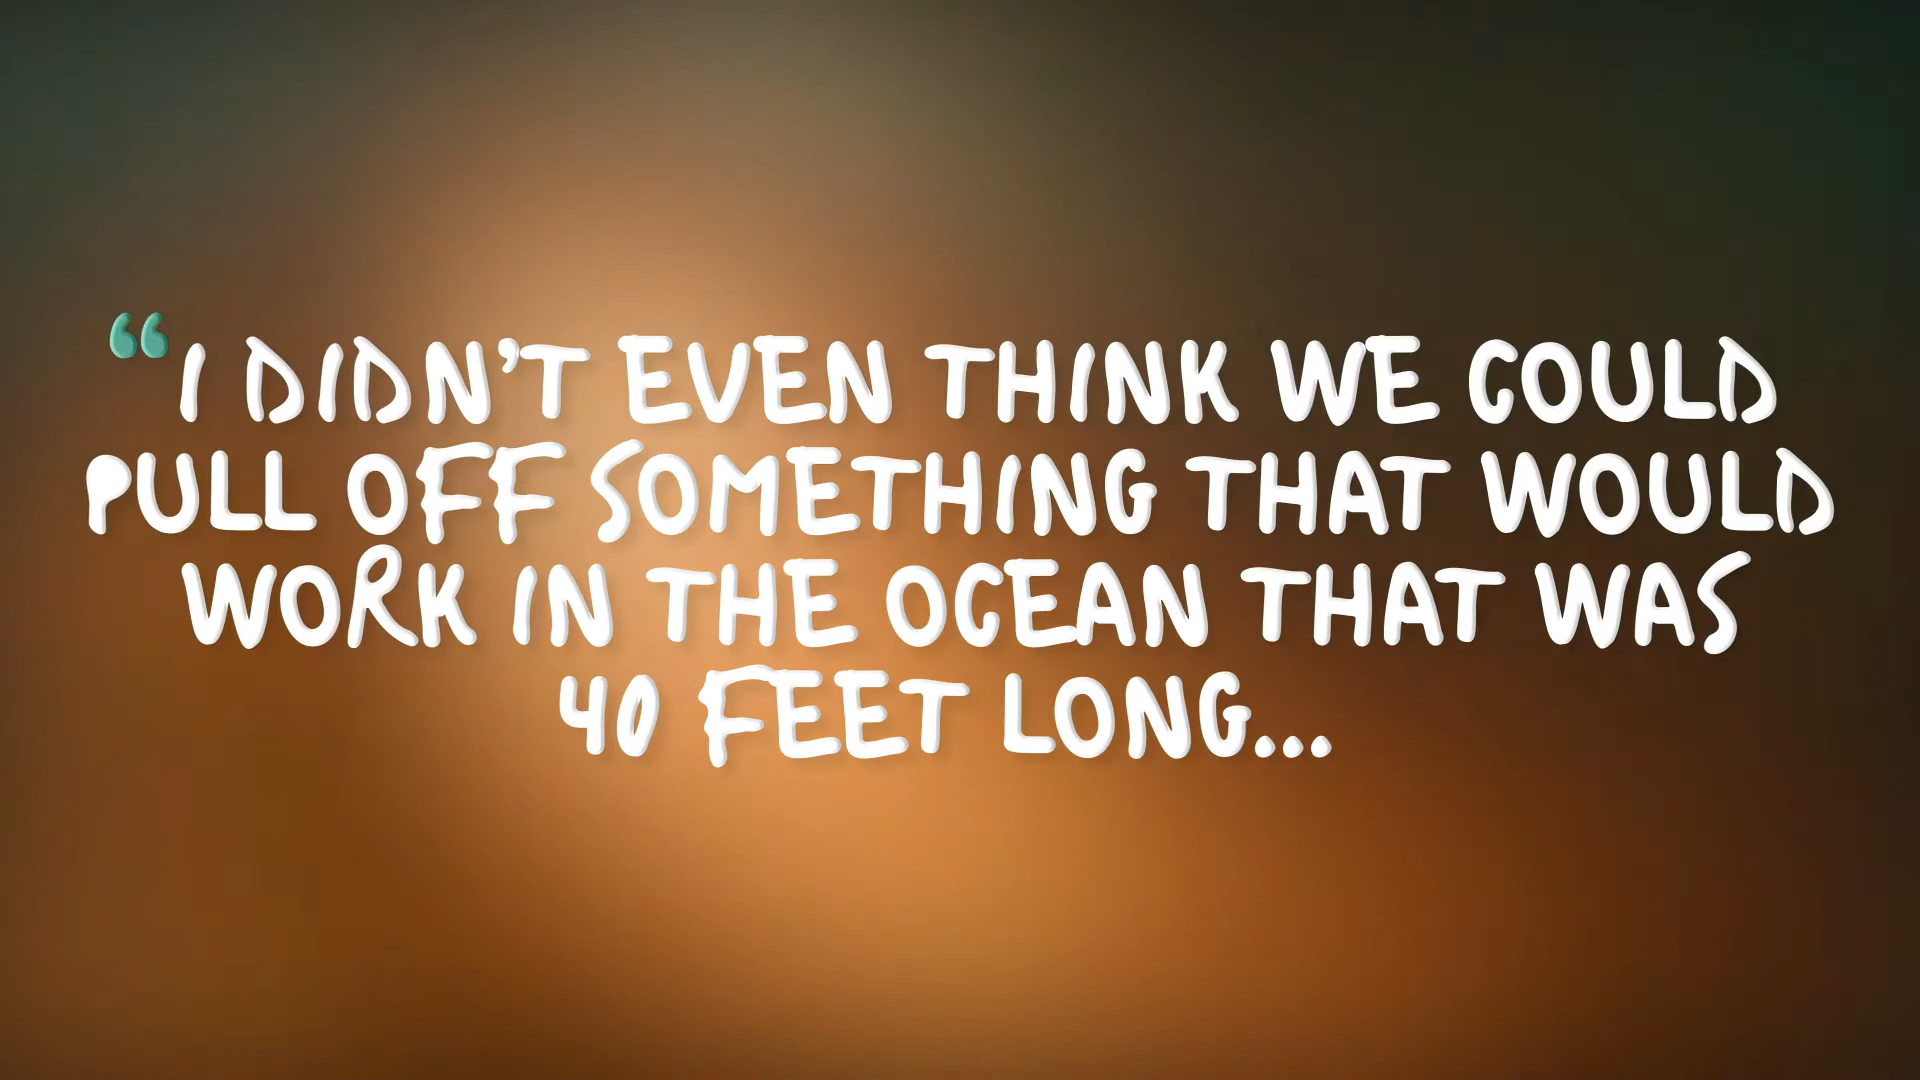 “I DIDN’T EVEN THINK WE COULD
PULL OFF SOMETHING THAT WOULD
WORK IN THE OCEAN THAT WAS
40 FEET LONG...